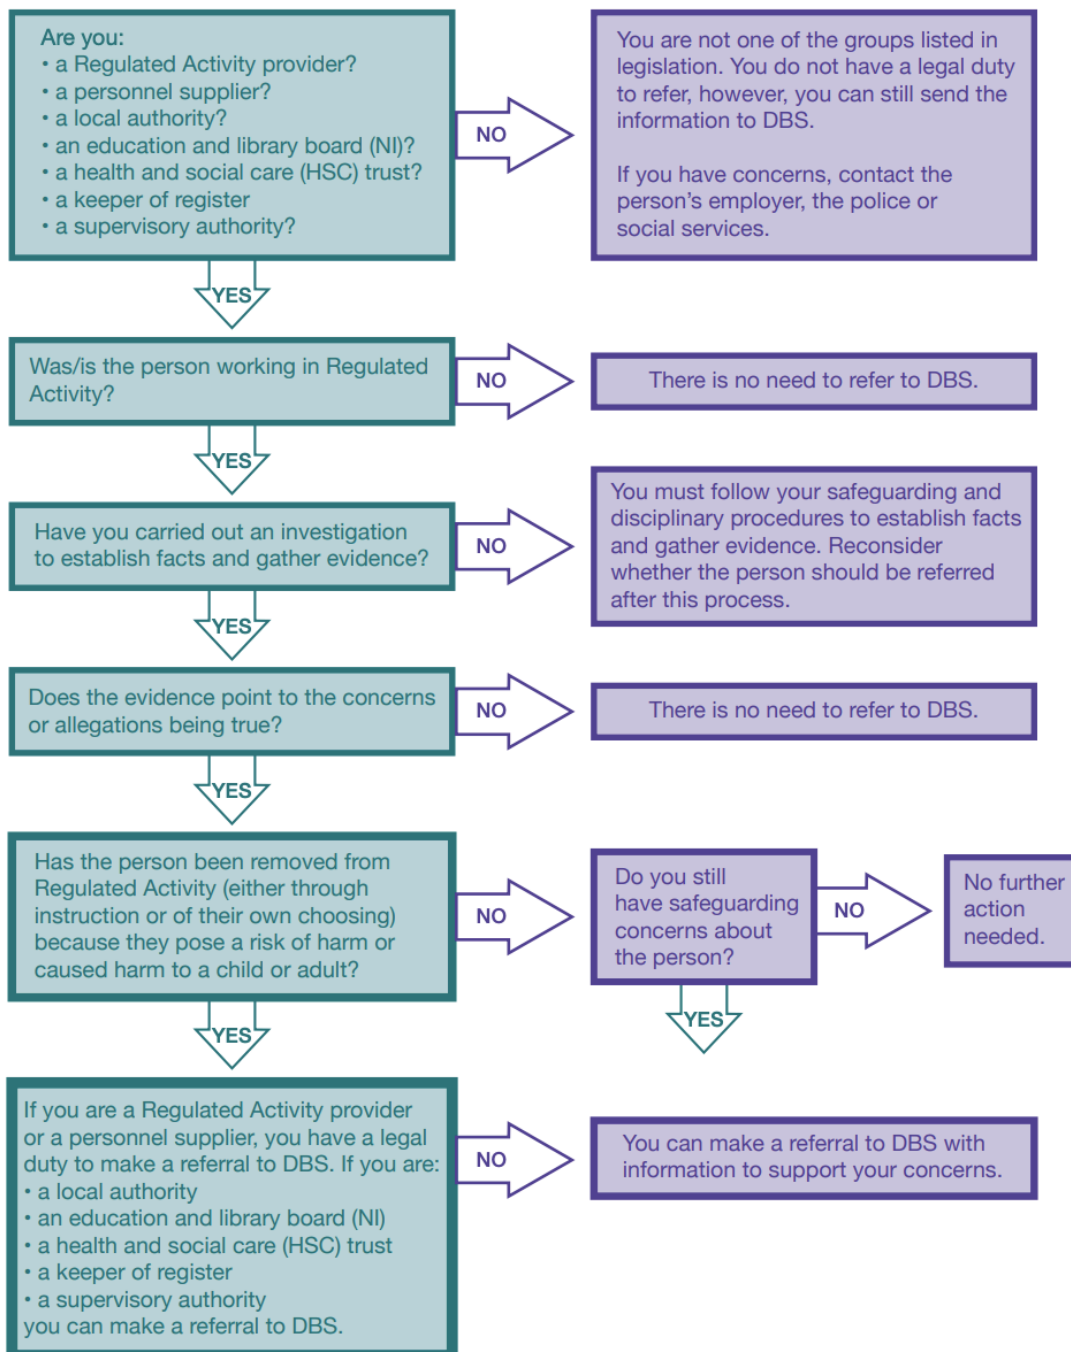 Are you:
• a Regulated Activity provider?
• a personnel supplier?
• a local authority?
• an education and library board (NI)?
• a health and social care (HSC) trust?
• a keeper of register
• a supervisory authority?
NO
You are not one of the groups listed in
legislation. You do not have a legal duty
to refer, however, you can still send the
information to DBS.
If you have concerns, contact the
person’s employer, the police or
social services.
YES
Was/is the person working in Regulated
Activity?
NO
There is no need to refer to DBS.
YES
Have you carried out an investigation
to establish facts and gather evidence?
NO
You must follow your safeguarding and
disciplinary procedures to establish facts
and gather evidence. Reconsider
whether the person should be referred
after this process.
YES
Does the evidence point to the concerns
or allegations being true?
NO
There is no need to refer to DBS.
YES
Has the person been removed from
Regulated Activity (either through
instruction or of their own choosing)
because they pose a risk of harm or
caused harm to a child or adult?
NO
Do you still
have safeguarding
concerns about
the person?
NO
No further
action
needed.
YES
YES
If you are a Regulated Activity provider
or a personnel supplier, you have a legal
duty to make a referral to DBS. If you are:
• a local authority
• an education and library board (NI)
• a health and social care (HSC) trust
• a keeper of register
• a supervisory authority
you can make a referral to DBS.
NO
You can make a referral to DBS with
information to support your concerns.